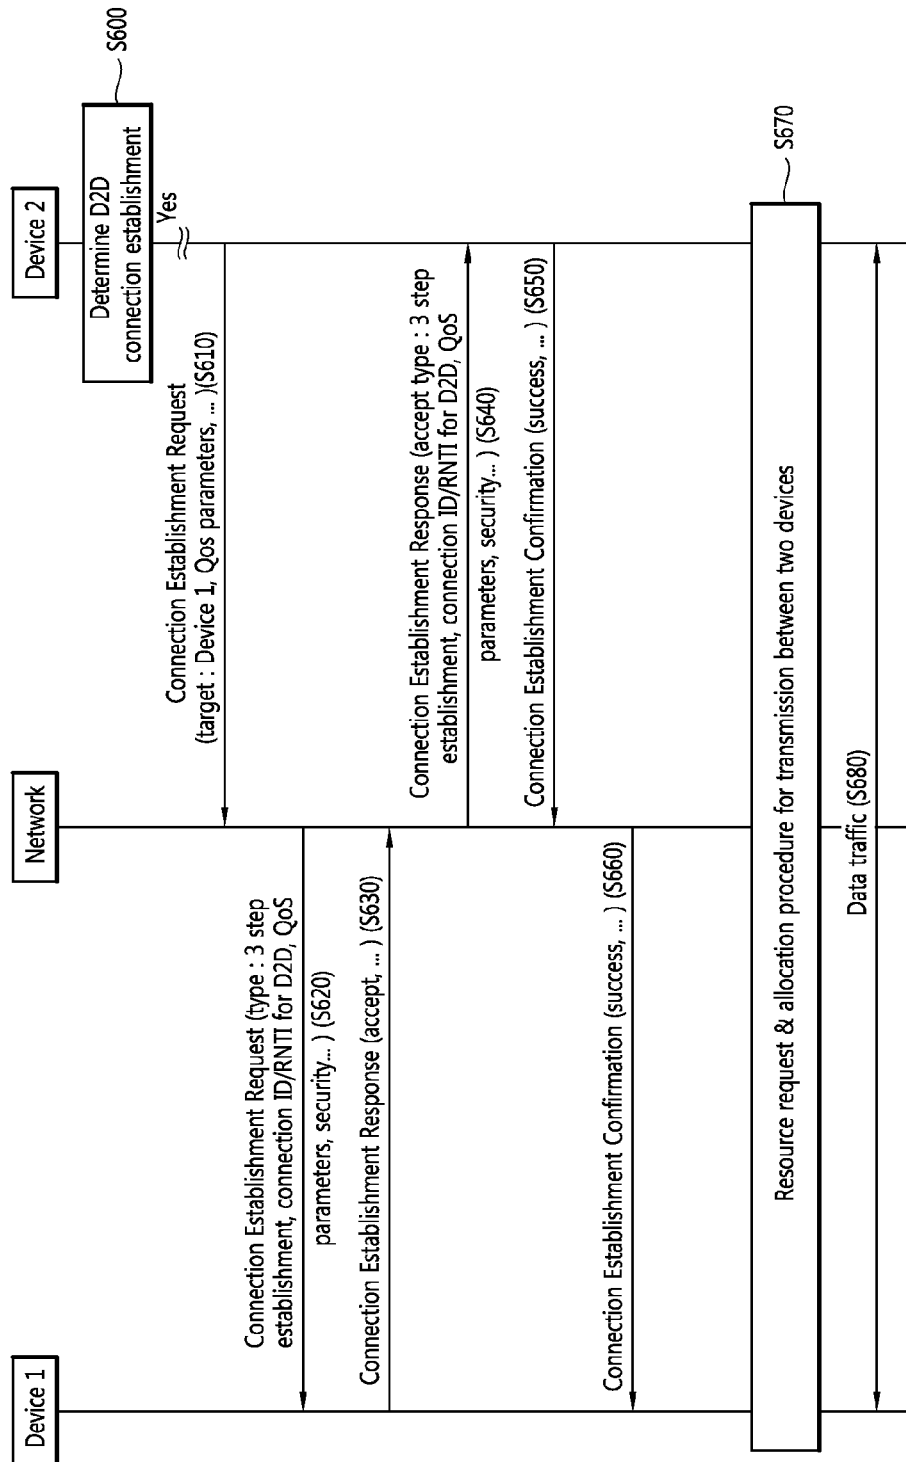 Device 1
Network
Device 2
Determine D2D
connection establishment
S600
Yes
Connection Establishment Request
(target : Device 1, Qos parameters, ... )(S610)
Connection Establishment Request (type : 3 step
establishment, connection ID/RNTI for D2D, QoS
parameters, security... ) (S620)
Connection Establishment Response (accept, ... ) (S630)
Connection Establishment Response (accept type : 3 step
establishment, connection ID/RNTI for D2D, QoS
parameters, security... ) (S640)
Connection Establishment Confirmation (success, ... ) (S650)
Connection Establishment Confirmation (success, ... ) (S660)
Resource request & allocation procedure for transmission between two devices
S670
Data traffic (S680)